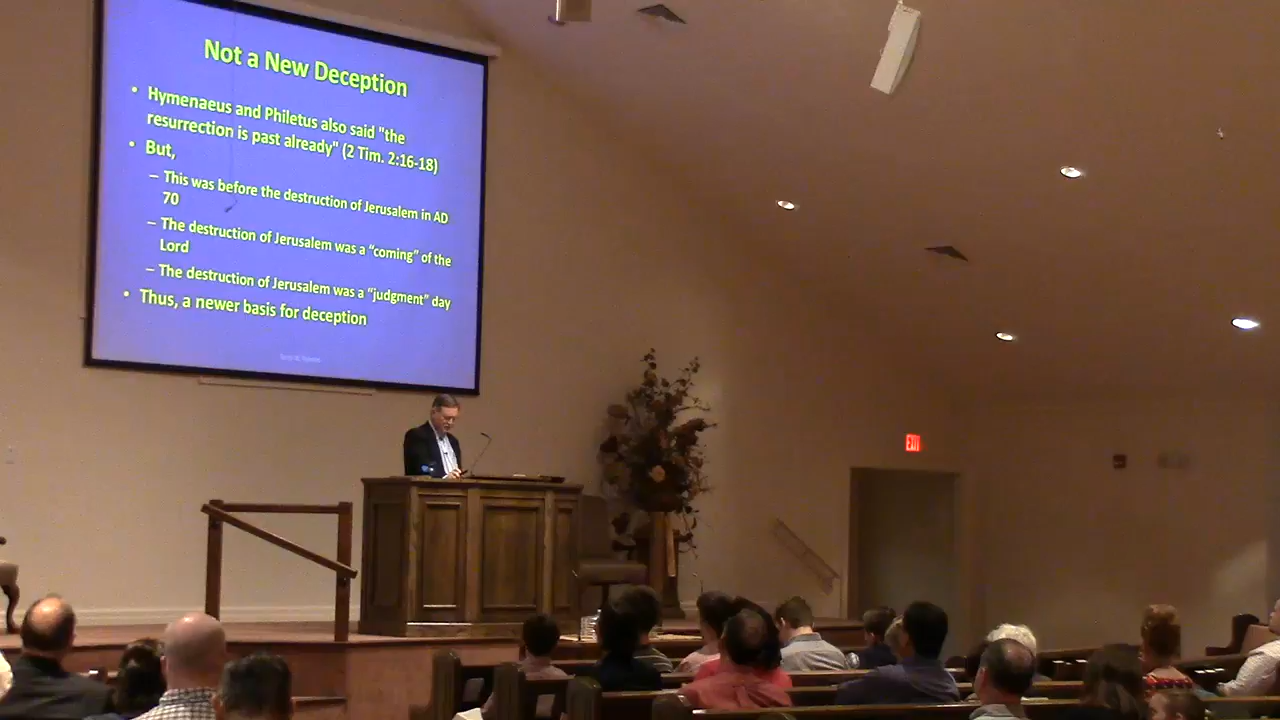 Not a New Deception
• Hymenaeus and Philetus also said "the
resurrection is past already" (2 Tim. 2:16-18)
• But,
– This was before the destruction of Jerusalem in AD
70
– The destruction of Jerusalem was a “coming” of the
Lord
– The destruction of Jerusalem was a “judgment” day
• Thus, a newer basis for deception
EXIT